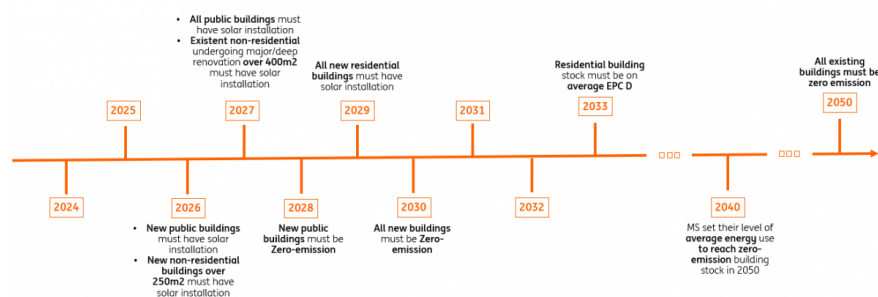 • All public buildings must
have solar installation
• Existent non-residential
undergoing major/deep
renovation over 400m2
must have solar
installation
All new residential
buildings must have
solar installation
Residential building
stock must be on
average EPC D
All existing
buildings must be
zero emission
2025
2027
2029
2031
2033
2050
2024
2026
2028
2030
2032
2040
• New public buildings
must have solar
installation
• New non-residential
buildings over
250m2 must have
solar installation
New public
buildings must be
Zero-emission
All new buildings
must be Zero-
emission
MS set their level of
average energy use
to reach zero-
emission building
stock in 2050